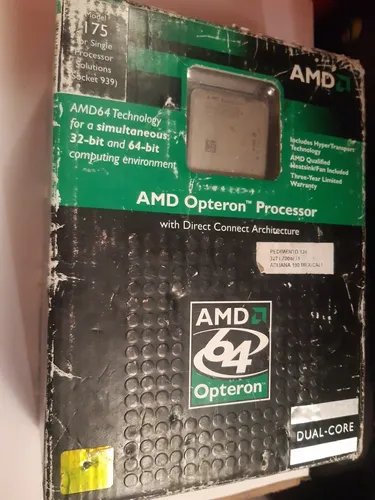 Model
175
for Single
Processor
Solutions
(Socket 939)
AMD
AMD64 Technology
for a simultaneous
32-bit and 64-bit
computing environment
Includes HyperTransport
Technology
AMD Qualified
Heatsink/Fan Included
Three-Year Limited
Warranty
AMD Opteron™ Processor
with Direct Connect Architecture
AMD
64
Opteron™
DUAL-CORE